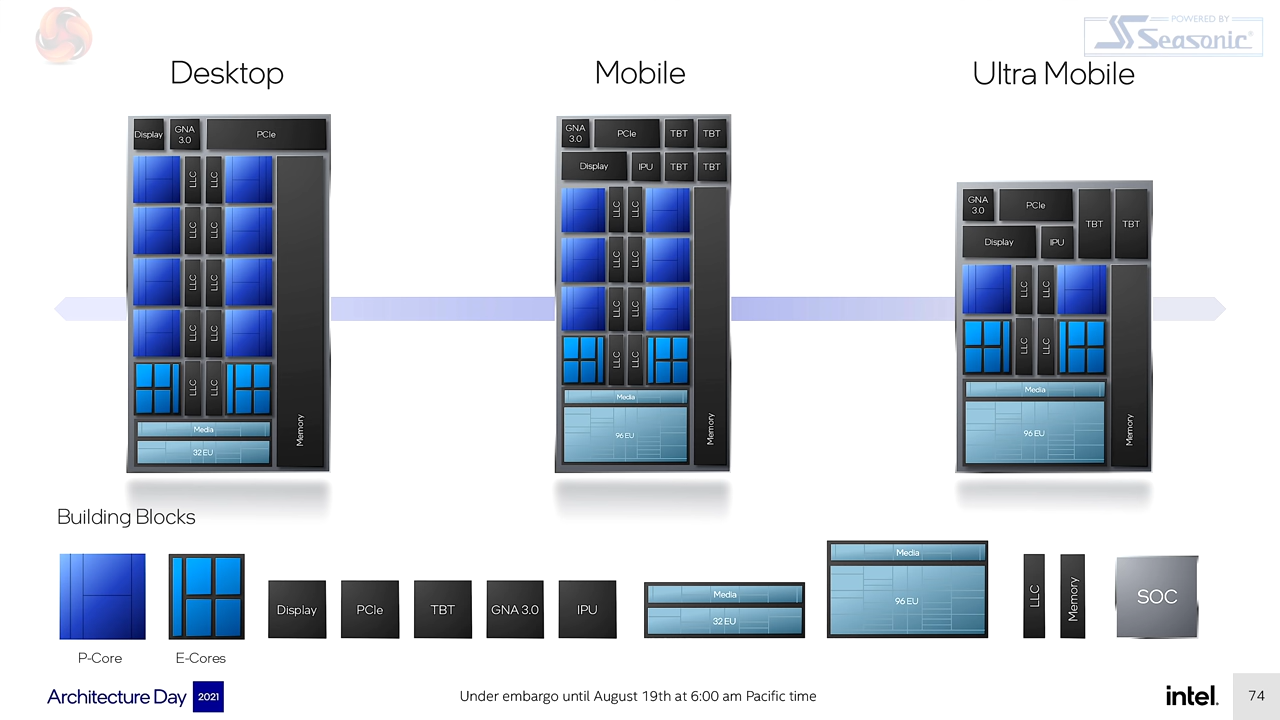 POWERED BY
Seasonic®
Desktop
Mobile
Ultra Mobile
Display
GNA
3.0
PCIe
LLC
LLC
LLC
LLC
LLC
LLC
LLC
LLC
LLC
LLC
Memory
Media
32 EU
GNA
3.0
PCIe
TBT
TBT
Display
IPU
TBT
TBT
LLC
LLC
LLC
LLC
LLC
LLC
LLC
LLC
Memory
Media
96 EU
GNA
3.0
PCIe
TBT
TBT
Display
IPU
LLC
LLC
LLC
LLC
Memory
Media
96 EU
Building Blocks
P-Core
E-Cores
Display
PCIe
TBT
GNA 3.0
IPU
Media
32 EU
Media
96 EU
LLC
Memory
SOC
Architecture Day 2021
Under embargo until August 19th at 6:00 am Pacific time
intel.
74